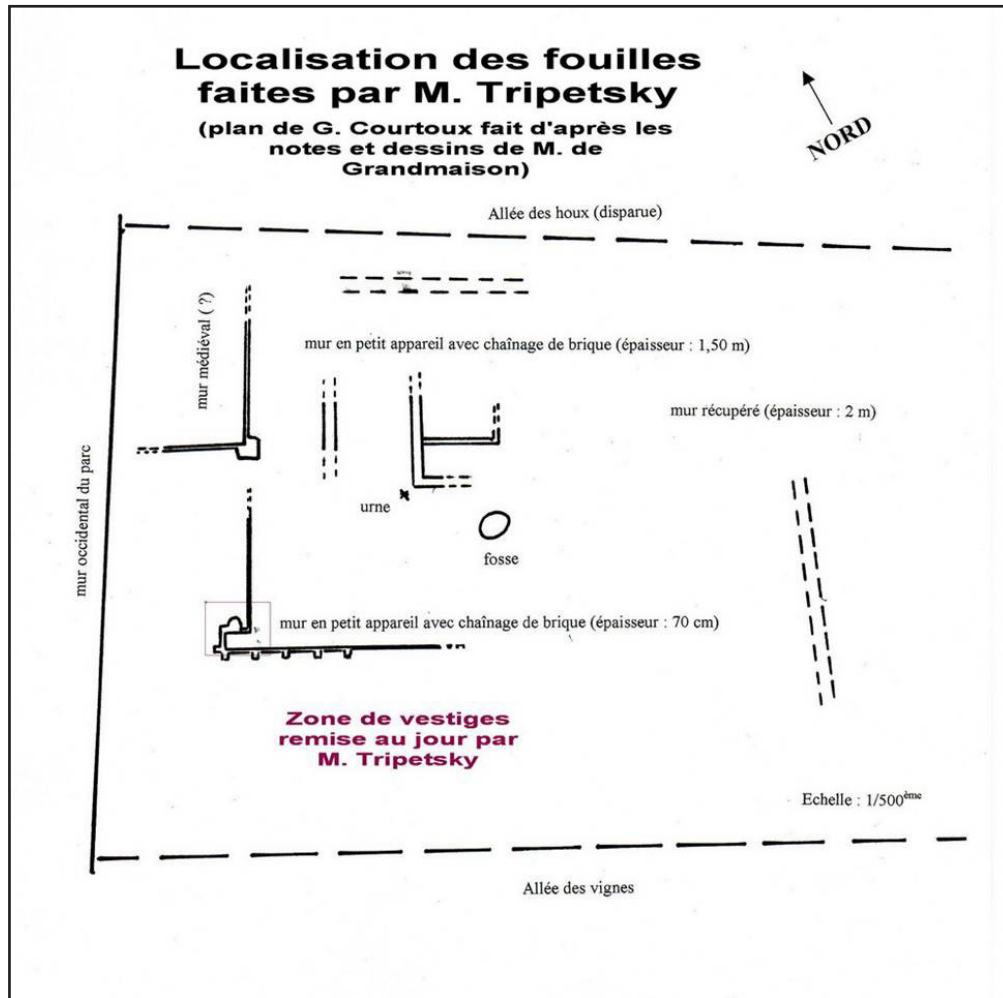 Localisation des fouilles
faites par M. Tripetsky
(plan de G. Courtoux fait d'après les
notes et dessins de M. de
Grandmaison)
NORD
Allée des houx (disparue)
mur médiéval (?)
mur en petit appareil avec chaînage de brique (épaisseur : 1,50 m)
mur récupéré (épaisseur : 2 m)
mur occidental du parc
urne
fosse
mur en petit appareil avec chaînage de brique (épaisseur : 70 cm)
Zone de vestiges
remise au jour par
M. Tripetsky
Echelle : 1/500ème
Allée des vignes